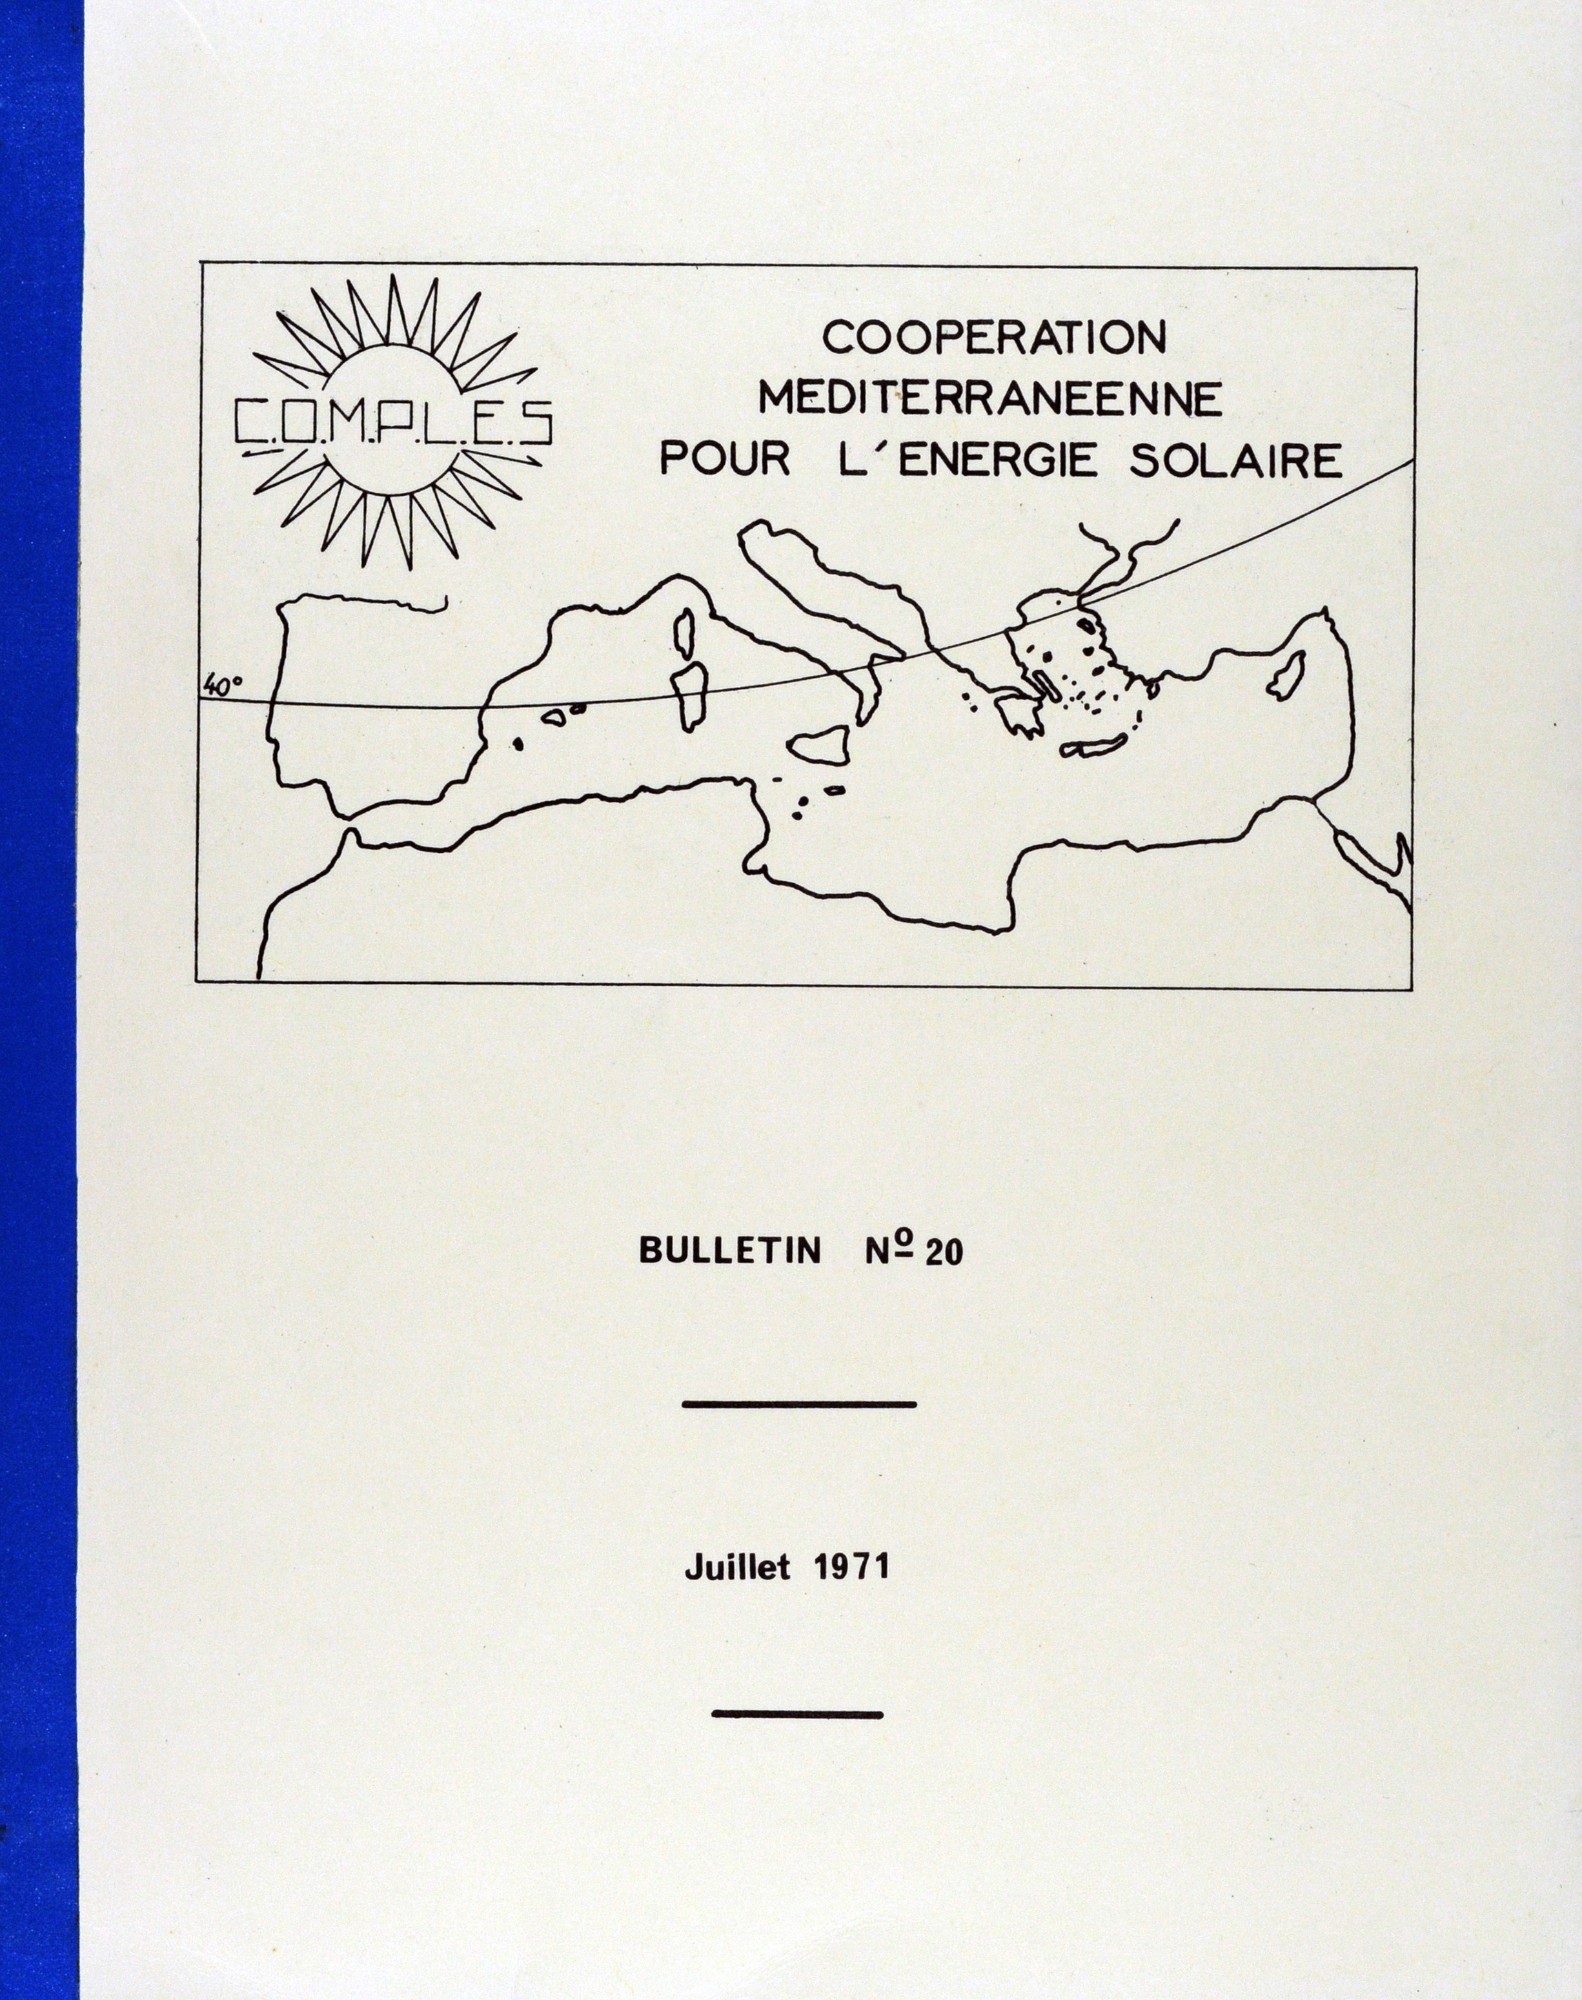 C.O.M.P.L.E.S
COOPERATION
MEDITERRANEENNE
POUR L'ENERGIE SOLAIRE
40°
BULLETIN Nº 20
Juillet 1971